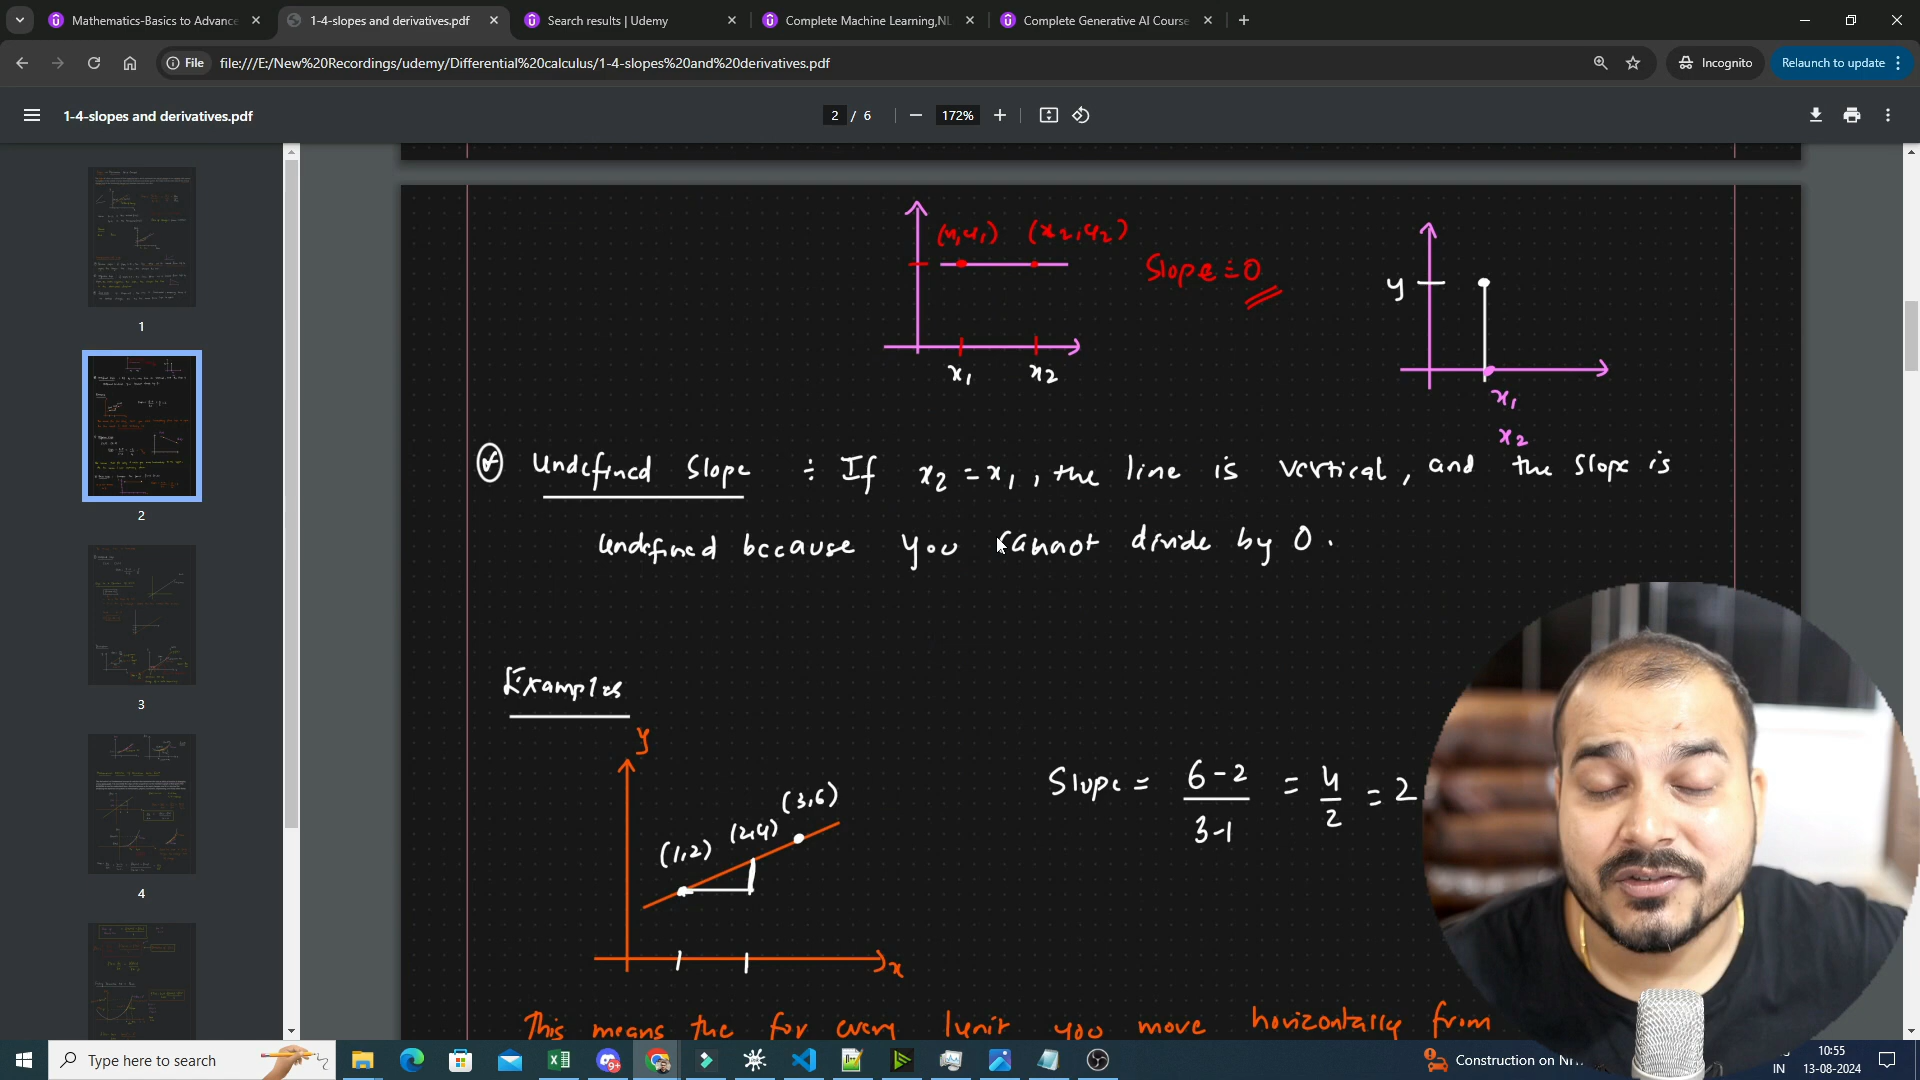 Mathematics-Basics to Advance
1-4-slopes and derivatives.pdf
Search results | Udemy
Complete Machine Learning,NL
Complete Generative AI Course
File
file:///E:/New%20Recordings/udemy/Differential%20calculus/1-4-slopes%20and%20derivatives.pdf
Incognito
Relaunch to update
1-4-slopes and derivatives.pdf
2 / 6
172%
1
2
3
4
(x1,y1) (x2,y2)
Slope = 0
x1 x2
y
x1
x2
Undefined Slope ÷ If x2 = x1, the line is vertical, and the slope is
undefined because you cannot divide by 0.
Examples
y
(3,6)
(2,4)
(1,2)
x
Slope = 6-2 / 3-1 = 4/2 = 2
This means the for every 1unit you move horizontally from
Type here to search
9+
Construction on NH
IN
10:55
13-08-2024